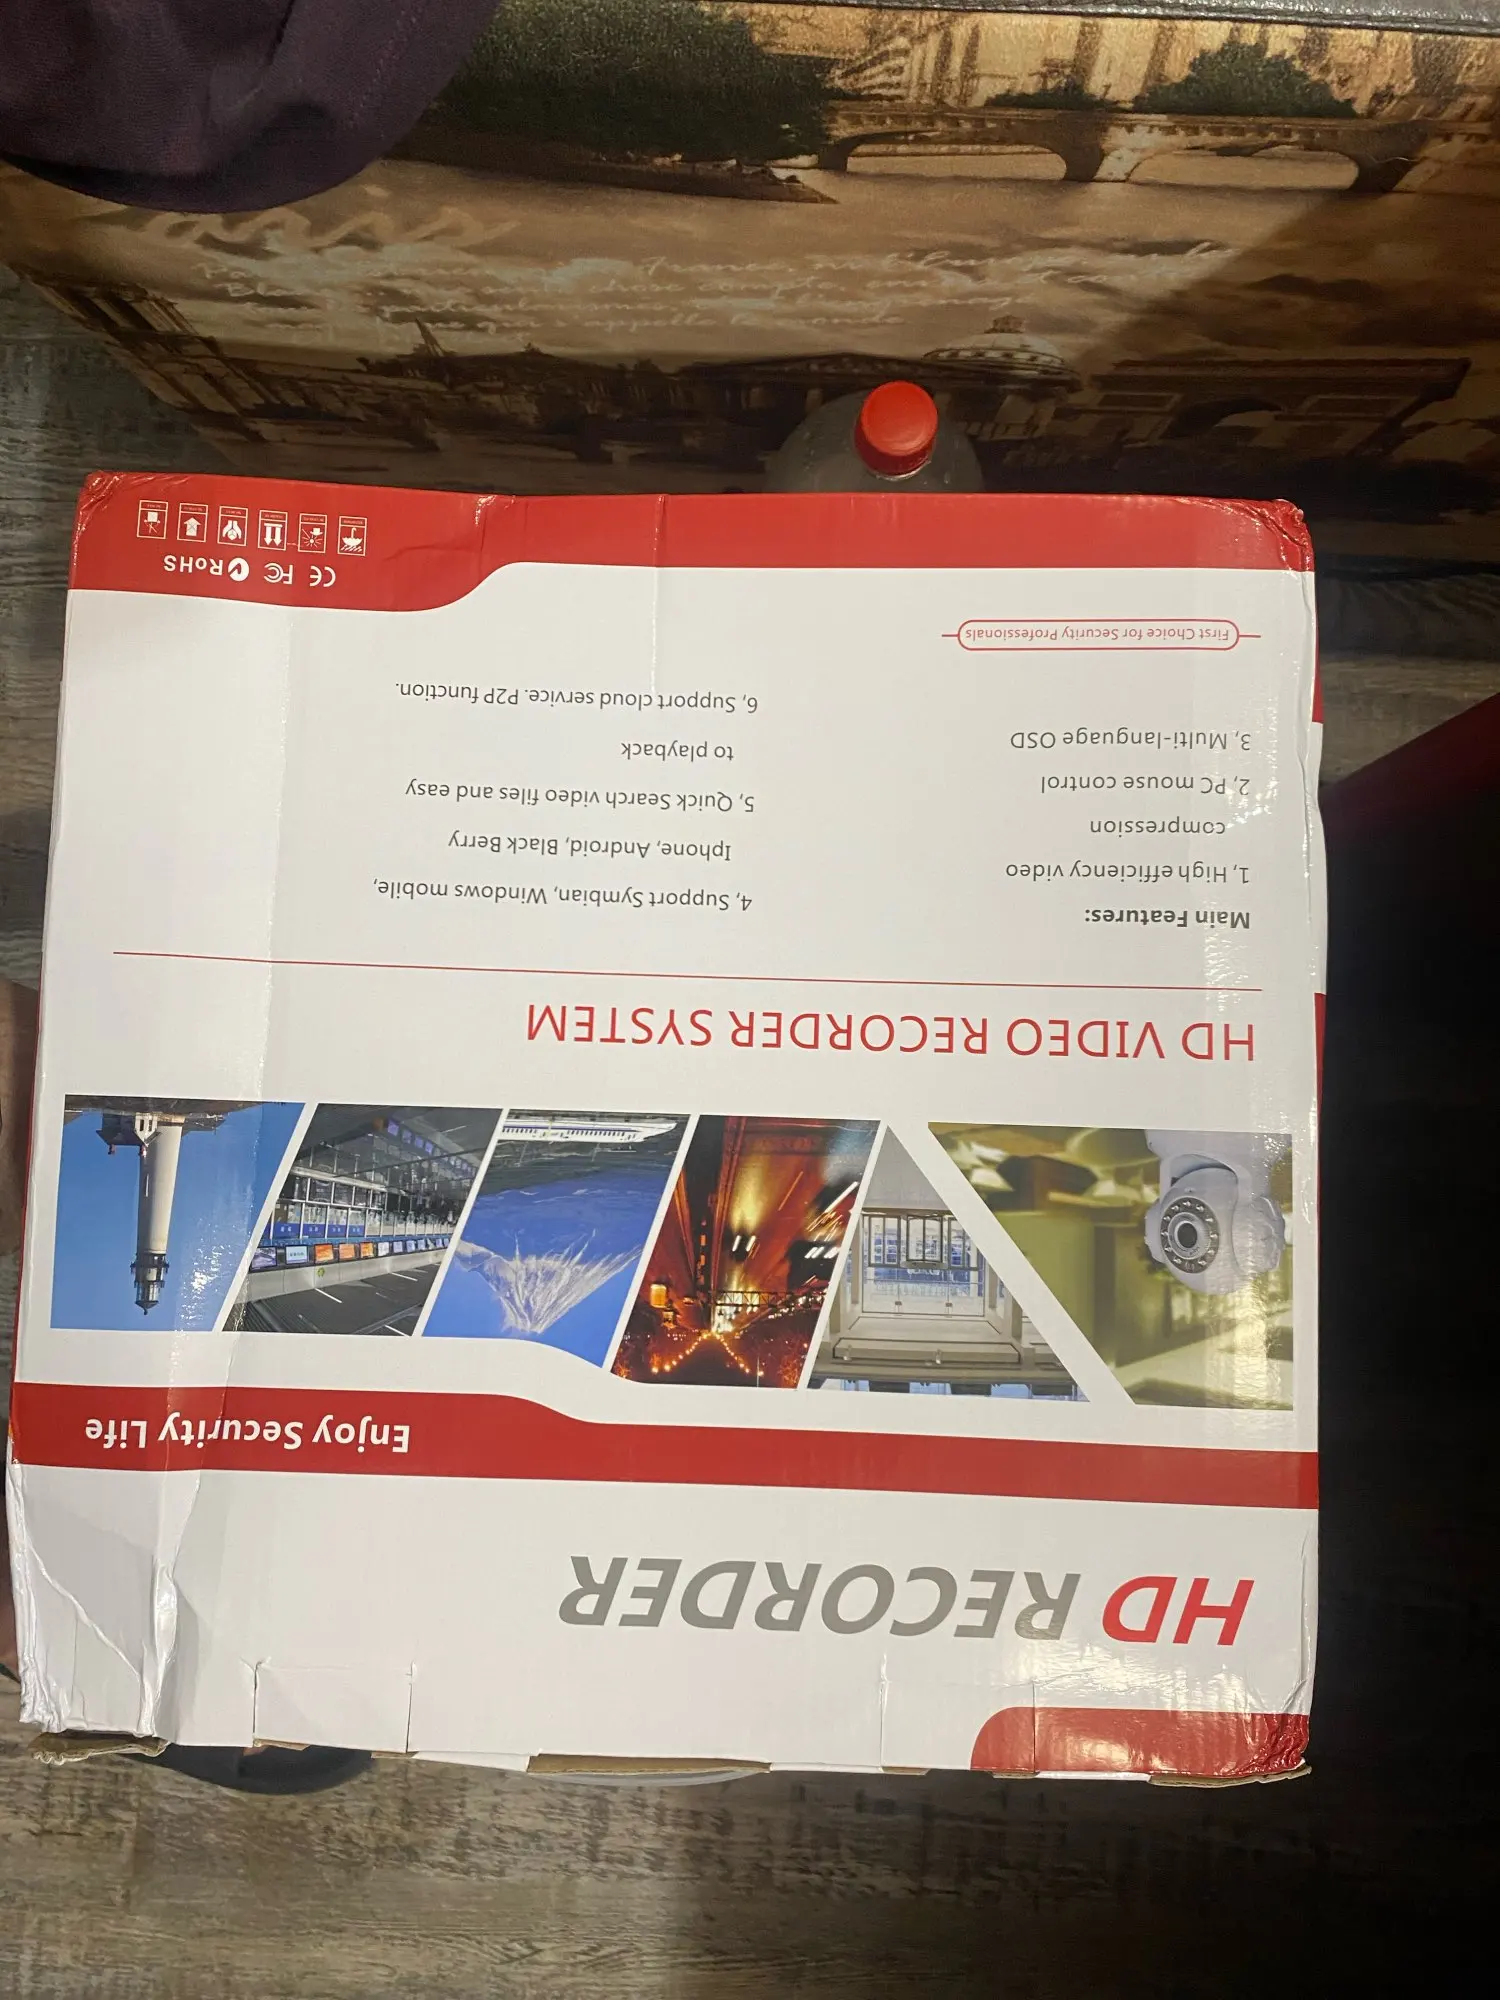 HD RECORDER
Enjoy Security Life
HD VIDEO RECORDER SYSTEM
Main Features:
1, High efficiency video
compression
2, PC mouse control
3, Multi-language OSD
4, Support Symbian, Windows mobile,
Iphone, Android, Black Berry
5, Quick Search video files and easy
to playback
6, Support cloud service. P2P function.
First Choice for Security Professionals
CE FC RoHS